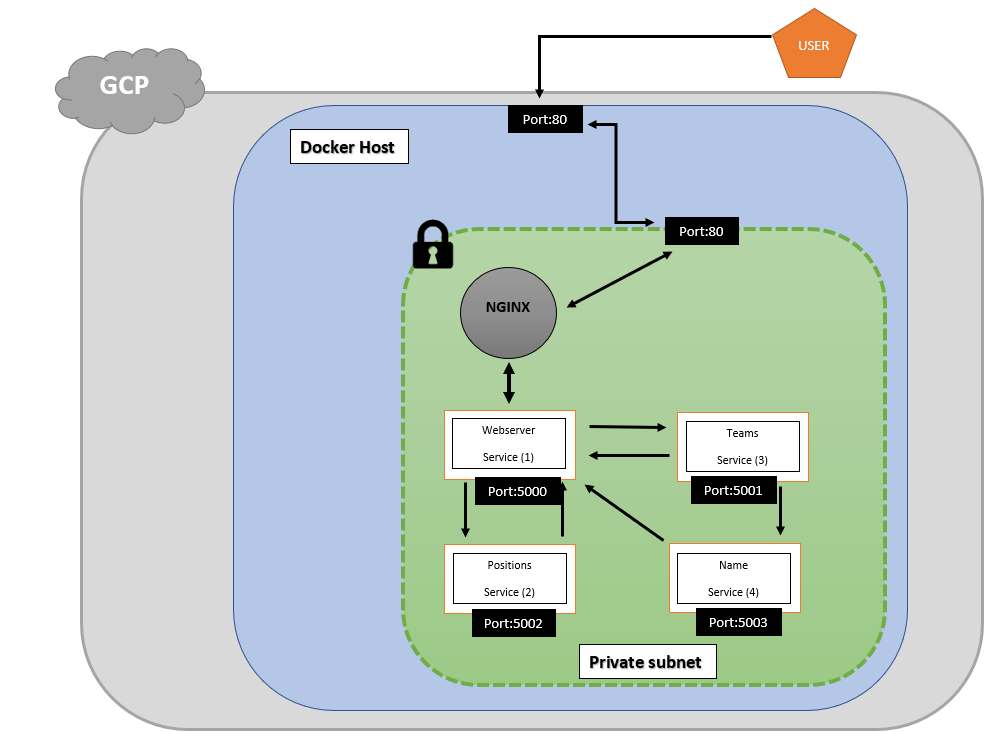 USER
GCP
Port:80
Docker Host
Port:80
NGINX
Webserver
Service (1)
Port:5000
Teams
Service (3)
Port:5001
Positions
Service (2)
Port:5002
Name
Service (4)
Port:5003
Private subnet